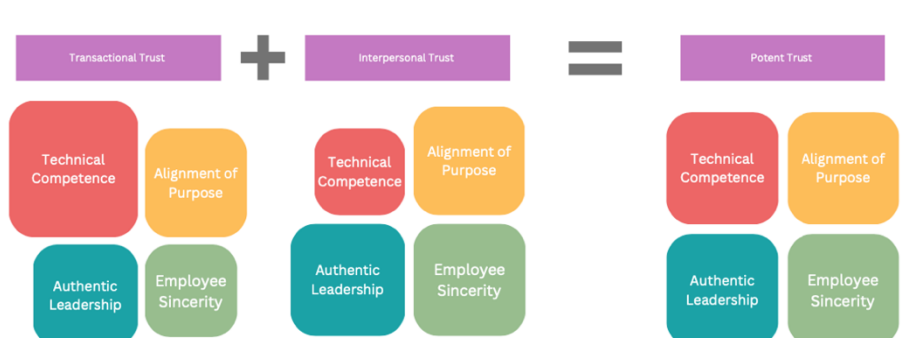 Transactional Trust
+
Interpersonal Trust
=
Potent Trust
Technical
Competence
Alignment of
Purpose
Authentic
Leadership
Employee
Sincerity
Technical
Competence
Alignment of
Purpose
Authentic
Leadership
Employee
Sincerity
Technical
Competence
Alignment of
Purpose
Authentic
Leadership
Employee
Sincerity